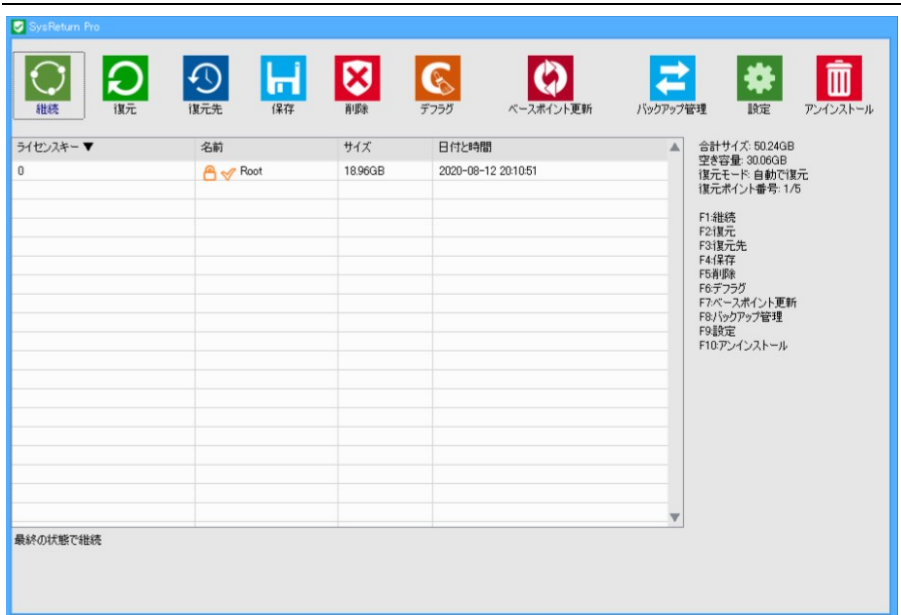 SysReturn Pro
継続 復元 復元先 保存 削除 デフラグ ベースポイント更新 バックアップ管理 設定 アンインストール
ライセンスキー ▼ 名前 サイズ 日付と時間
0 Root 18.96GB 2020-08-12 20:10:51
合計サイズ: 50.24GB
空き容量: 30.06GB
復元モード: 自動で復元
復元ポイント番号: 1/5
F1:継続
F2:復元
F3:復元先
F4:保存
F5:削除
F6:デフラグ
F7:ベースポイント更新
F8:バックアップ管理
F9:設定
F10:アンインストール
最終の状態で継続